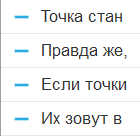 Точка стан
Правда же,
Если точки
Их зовут в